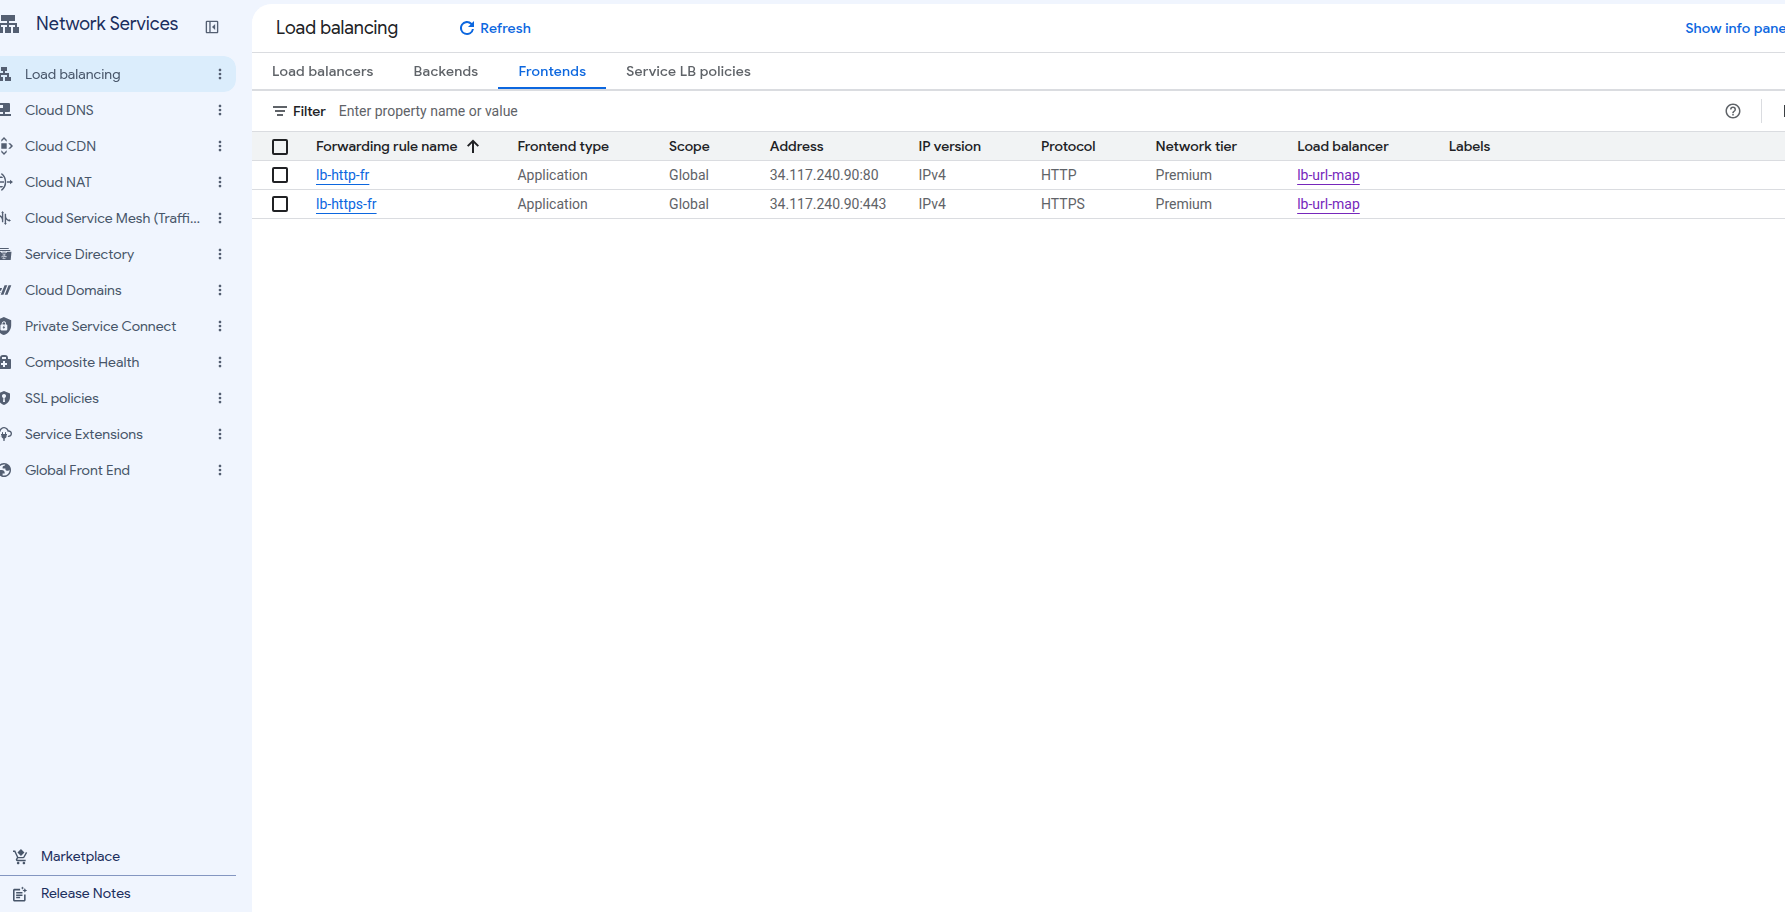 Network Services
Load balancing
Cloud DNS
Cloud CDN
Cloud NAT
Cloud Service Mesh (Traffi...
Service Directory
Cloud Domains
Private Service Connect
Composite Health
SSL policies
Service Extensions
Global Front End
Marketplace
Release Notes
Load balancing Refresh Show info pane
Load balancers Backends Frontends Service LB policies
Filter Enter property name or value
Forwarding rule name Frontend type Scope Address IP version Protocol Network tier Load balancer Labels
lb-http-fr Application Global 34.117.240.90:80 IPv4 HTTP Premium lb-url-map
lb-https-fr Application Global 34.117.240.90:443 IPv4 HTTPS Premium lb-url-map